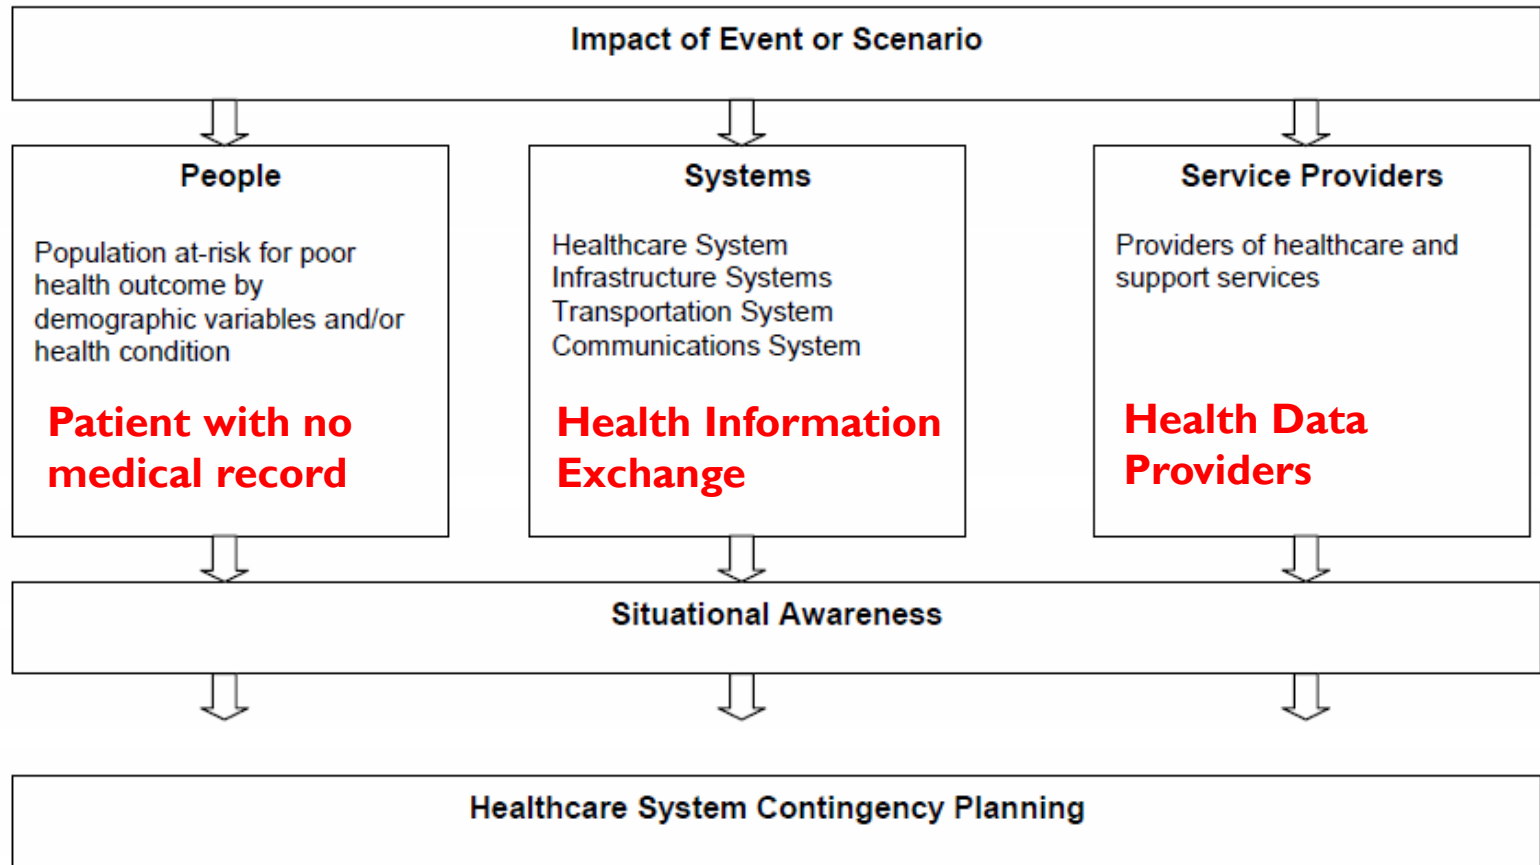 Impact of Event or Scenario
People
Population at-risk for poor
health outcome by
demographic variables and/or
health condition
Patient with no
medical record
Systems
Healthcare System
Infrastructure Systems
Transportation System
Communications System
Health Information
Exchange
Service Providers
Providers of healthcare and
support services
Health Data
Providers
Situational Awareness
Healthcare System Contingency Planning